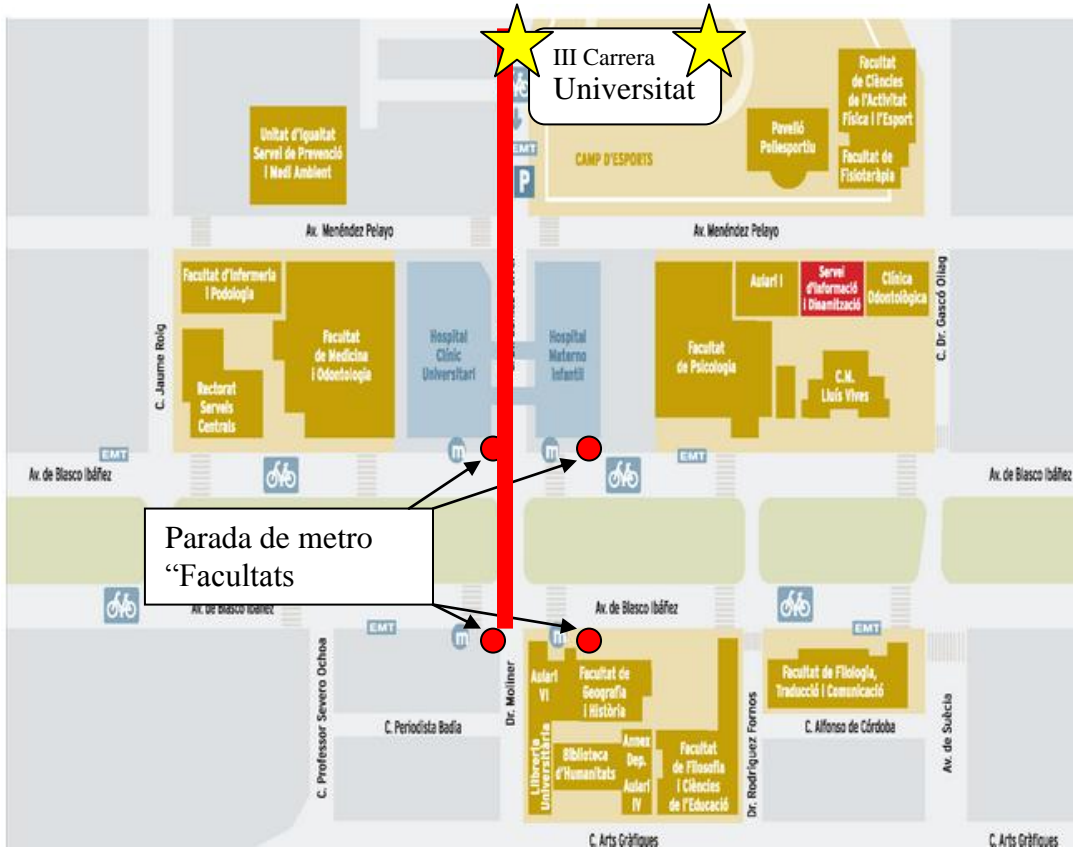 III Carrera
Universitat
Facultat
de Ciències
de l'Activitat
Física i l'Esport
Unitat d'Igualtat
Servei de Prevenció
i Medi Ambient
EMT
P
CAMP D'ESPORTS
Pavelló
Poliesportiu
Facultat de
Fisioteràpia
Av. Menéndez Pelayo
Av. Menéndez Pelayo
Facultat d'Infermeria
i Podologia
Facultat
de Medicina
i Odontologia
Rectorat
Serveis
Centrals
C. Jaume Roig
Hospital
Clínic
Universitari
Hospital
Materno
Infantil
Facultat
de Psicologia
Aulari I
Servei
d'Informació
i Dinamització
Clínica
Odontològica
C.M.
Lluís Vives
C. Dr. Gascó Oliag
EMT
m
m
EMT
Av. de Blasco Ibáñez
Av. de Blasco Ibáñez
Parada de metro
“Facultats
Av. de Blasco Ibáñez
Av. de Blasco Ibáñez
EMT
m
m
EMT
C. Professor Severo Ochoa
C. Periodista Badia
Dr. Moliner
Aulari
VI
Llibreria
Universitària
Facultat de
Geografia
i Història
Biblioteca
d'Humanitats
Annex
Dep.
Aulari
IV
Facultat
de Filosofia
i Ciències
de l'Educació
Dr. Rodríguez Fornos
Facultat de Filologia,
Traducció i Comunicació
C. Alfonso de Córdoba
Av. de Suècia
C. Arts Gràfiques
C. Arts Gràfiques